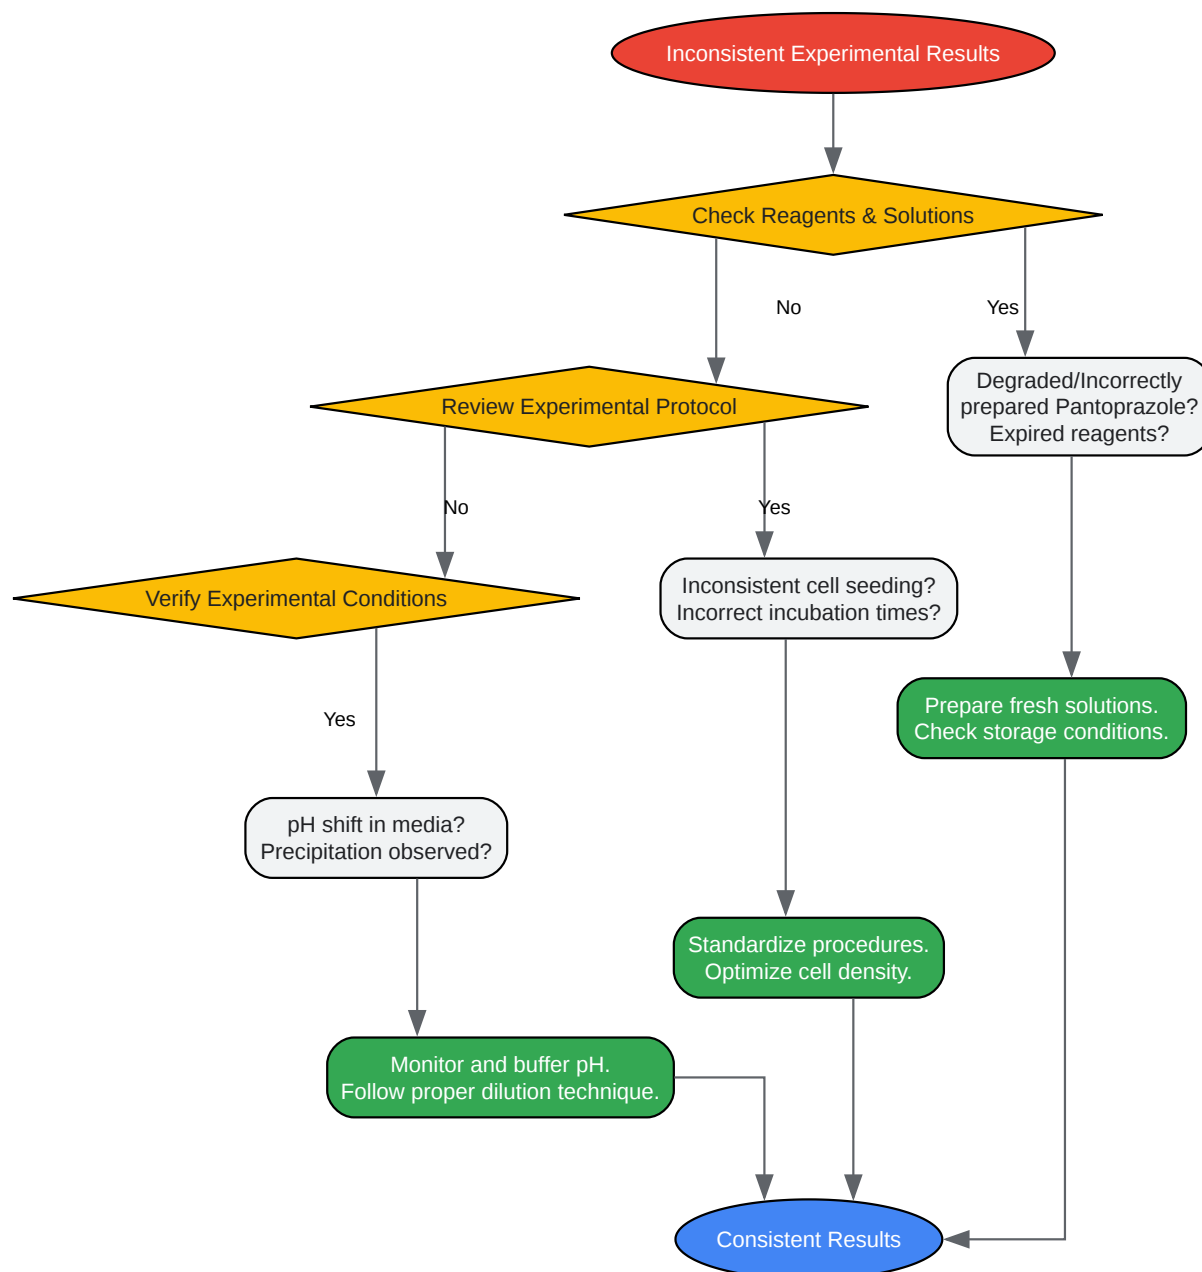 Inconsistent Experimental Results
Check Reagents & Solutions
No
Yes
Degraded/Incorrectly
prepared Pantoprazole?
Expired reagents?
Review Experimental Protocol
No
Yes
Inconsistent cell seeding?
Incorrect incubation times?
Verify Experimental Conditions
Prepare fresh solutions.
Check storage conditions.
Yes
pH shift in media?
Precipitation observed?
Standardize procedures.
Optimize cell density.
Monitor and buffer pH.
Follow proper dilution technique.
Consistent Results